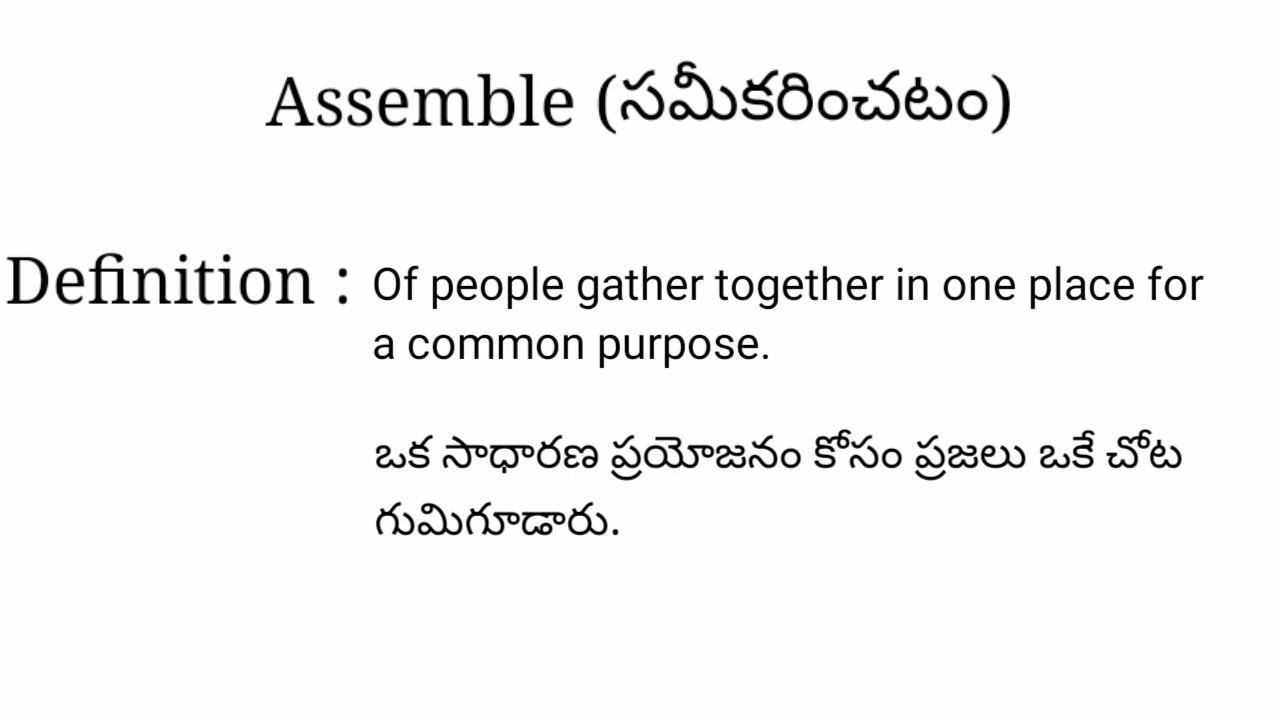 Assemble (సమీకరించటం)
Definition : Of people gather together in one place for
a common purpose.
ఒక సాధారణ ప్రయోజనం కోసం ప్రజలు ఒకే చోట
గుమిగూడారు.